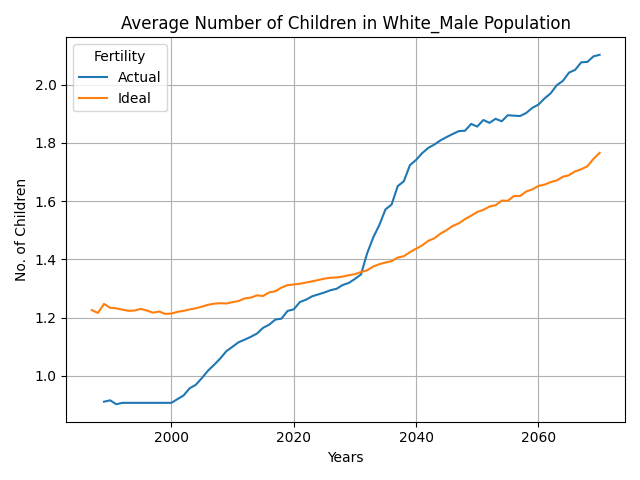 Average Number of Children in White_Male Population
Fertility
Actual
Ideal
No. of Children
2.0
1.8
1.6
1.4
1.2
1.0
2000
2020
2040
2060
Years